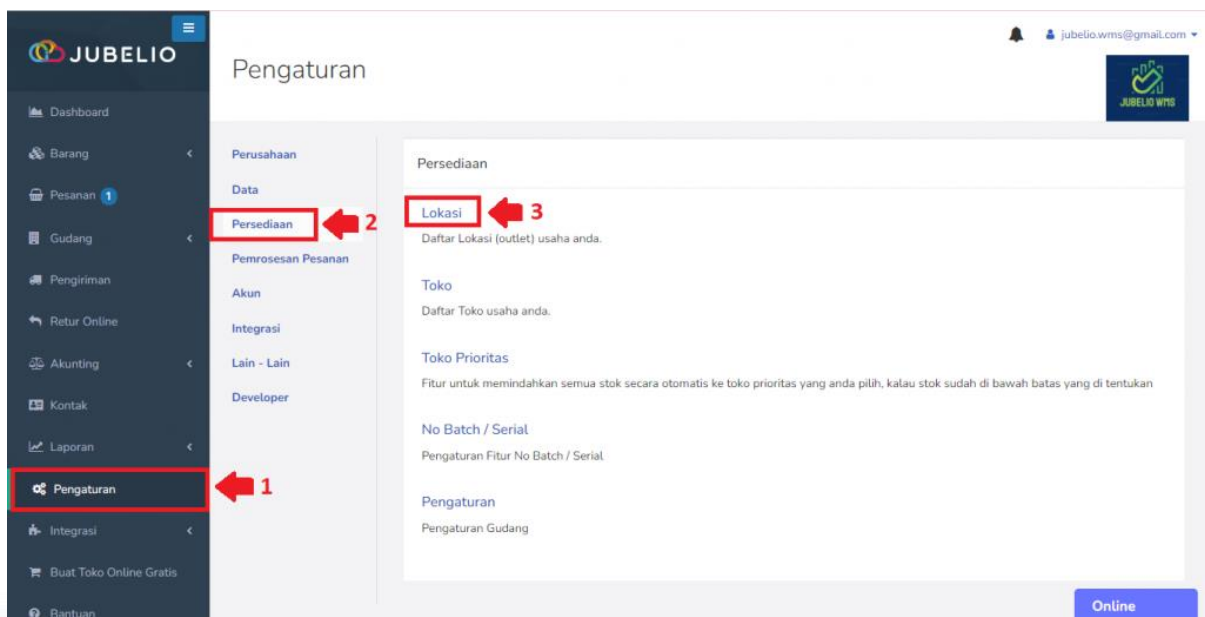 JUBELIO
jubelio.wms@gmail.com
Pengaturan
JUBELIO WMS
Dashboard
Barang
Pesanan 1
Gudang
Pengiriman
Retur Online
Akunting
Kontak
Laporan
Pengaturan
1
Integrasi
Buat Toko Online Gratis
Bantuan
Perusahaan
Data
Persediaan
2
Pemrosesan Pesanan
Akun
Integrasi
Lain - Lain
Developer
Persediaan
Lokasi
3
Daftar Lokasi (outlet) usaha anda.
Toko
Daftar Toko usaha anda.
Toko Prioritas
Fitur untuk memindahkan semua stok secara otomatis ke toko prioritas yang anda pilih, kalau stok sudah di bawah batas yang di tentukan
No Batch / Serial
Pengaturan Fitur No Batch / Serial
Pengaturan
Pengaturan Gudang
Online